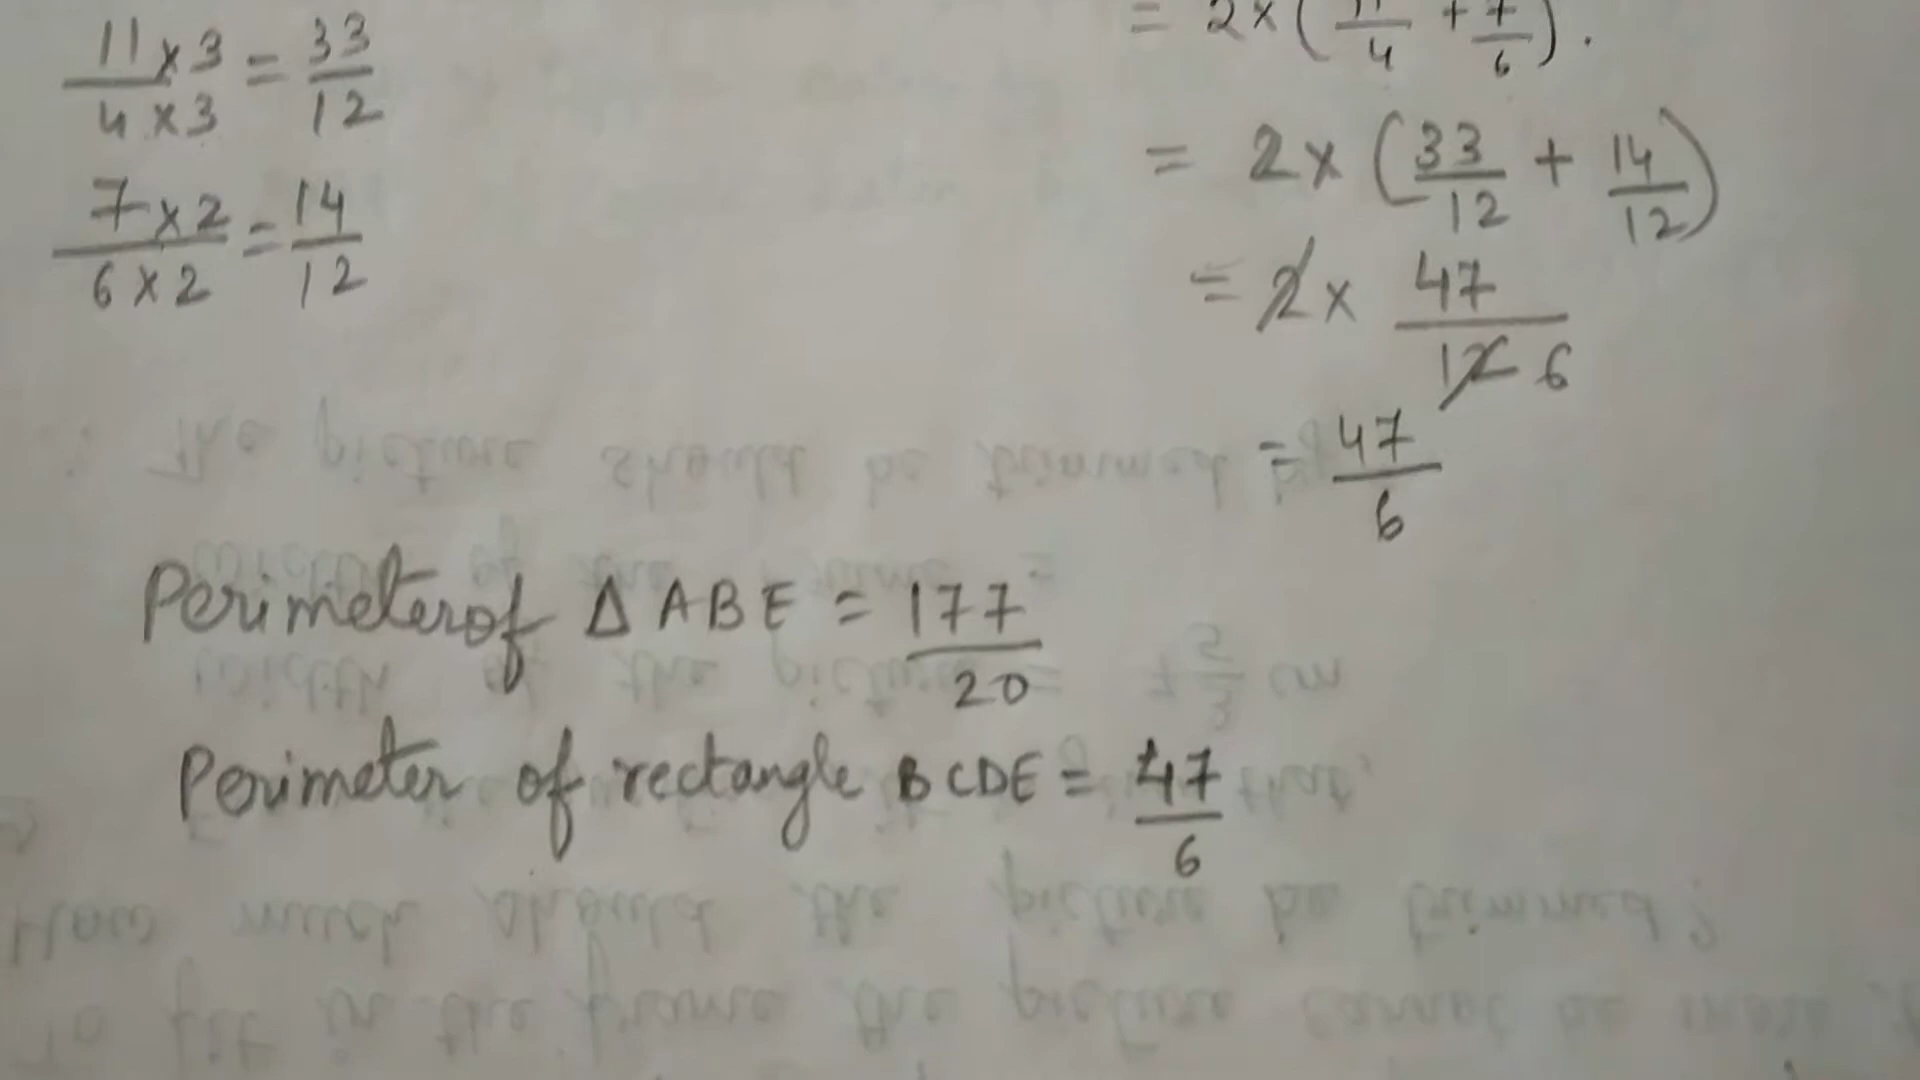 11 x 3 / 4 x 3 = 33/12
7 x 2 / 6 x 2 = 14/12
= 2 x (11/4 + 7/6).
= 2 x (33/12 + 14/12)
= 2 x 47/12 6
= 47/6
Perimeter of Δ ABE = 177/20
Perimeter of rectangle BCDE = 47/6